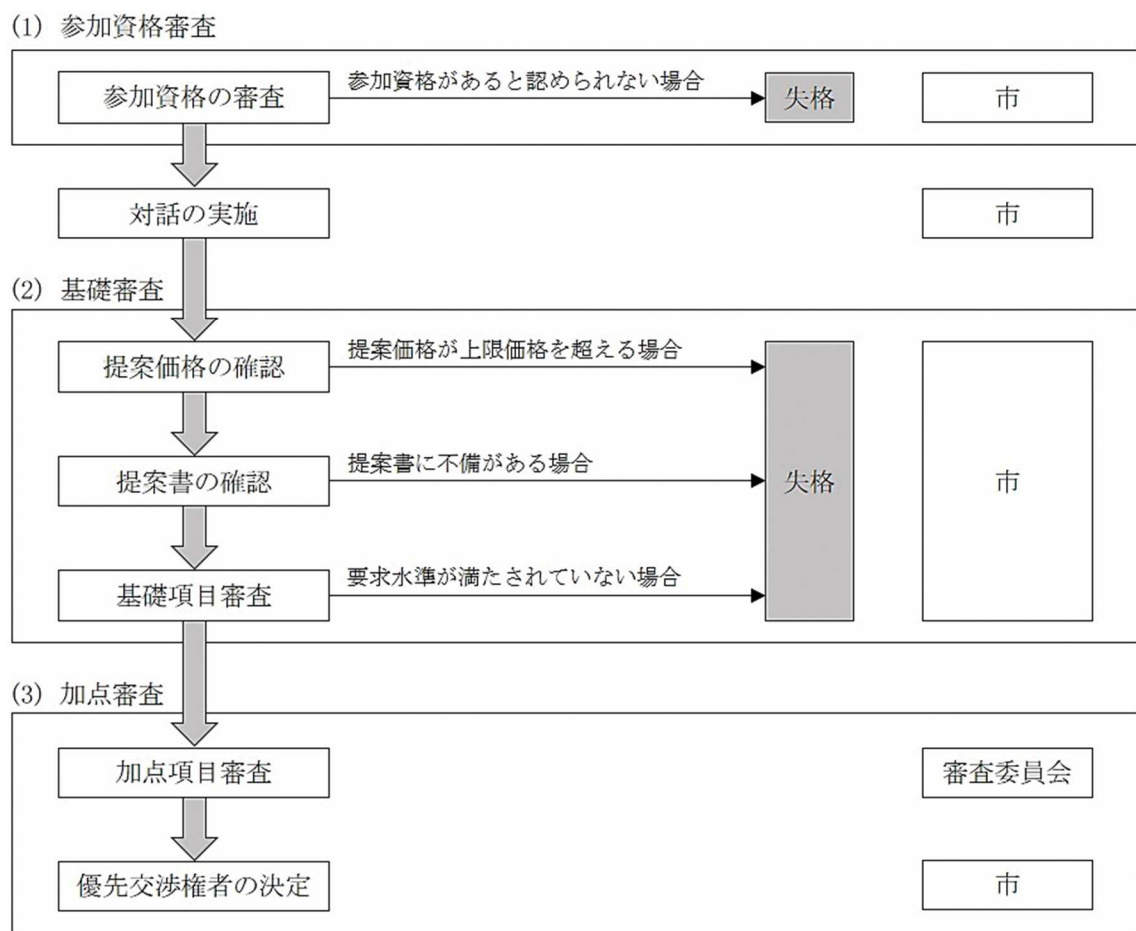 (1) 参加資格審査
参加資格の審査
参加資格があると認められない場合
失格
市
対話の実施
市
(2) 基礎審査
提案価格の確認
提案価格が上限価格を超える場合
提案書の確認
提案書に不備がある場合
失格
市
基礎項目審査
要求水準が満たされていない場合
(3) 加点審査
加点項目審査
審査委員会
優先交渉権者の決定
市